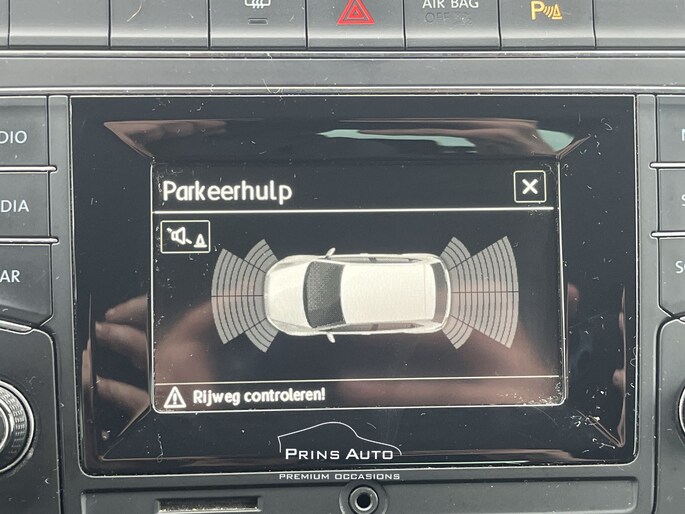 AIR BAG
OFF
P
DIO
DIA
AR
Parkeerhulp
Rijweg controleren!
PRINS AUTO
PREMIUM OCCASIONS